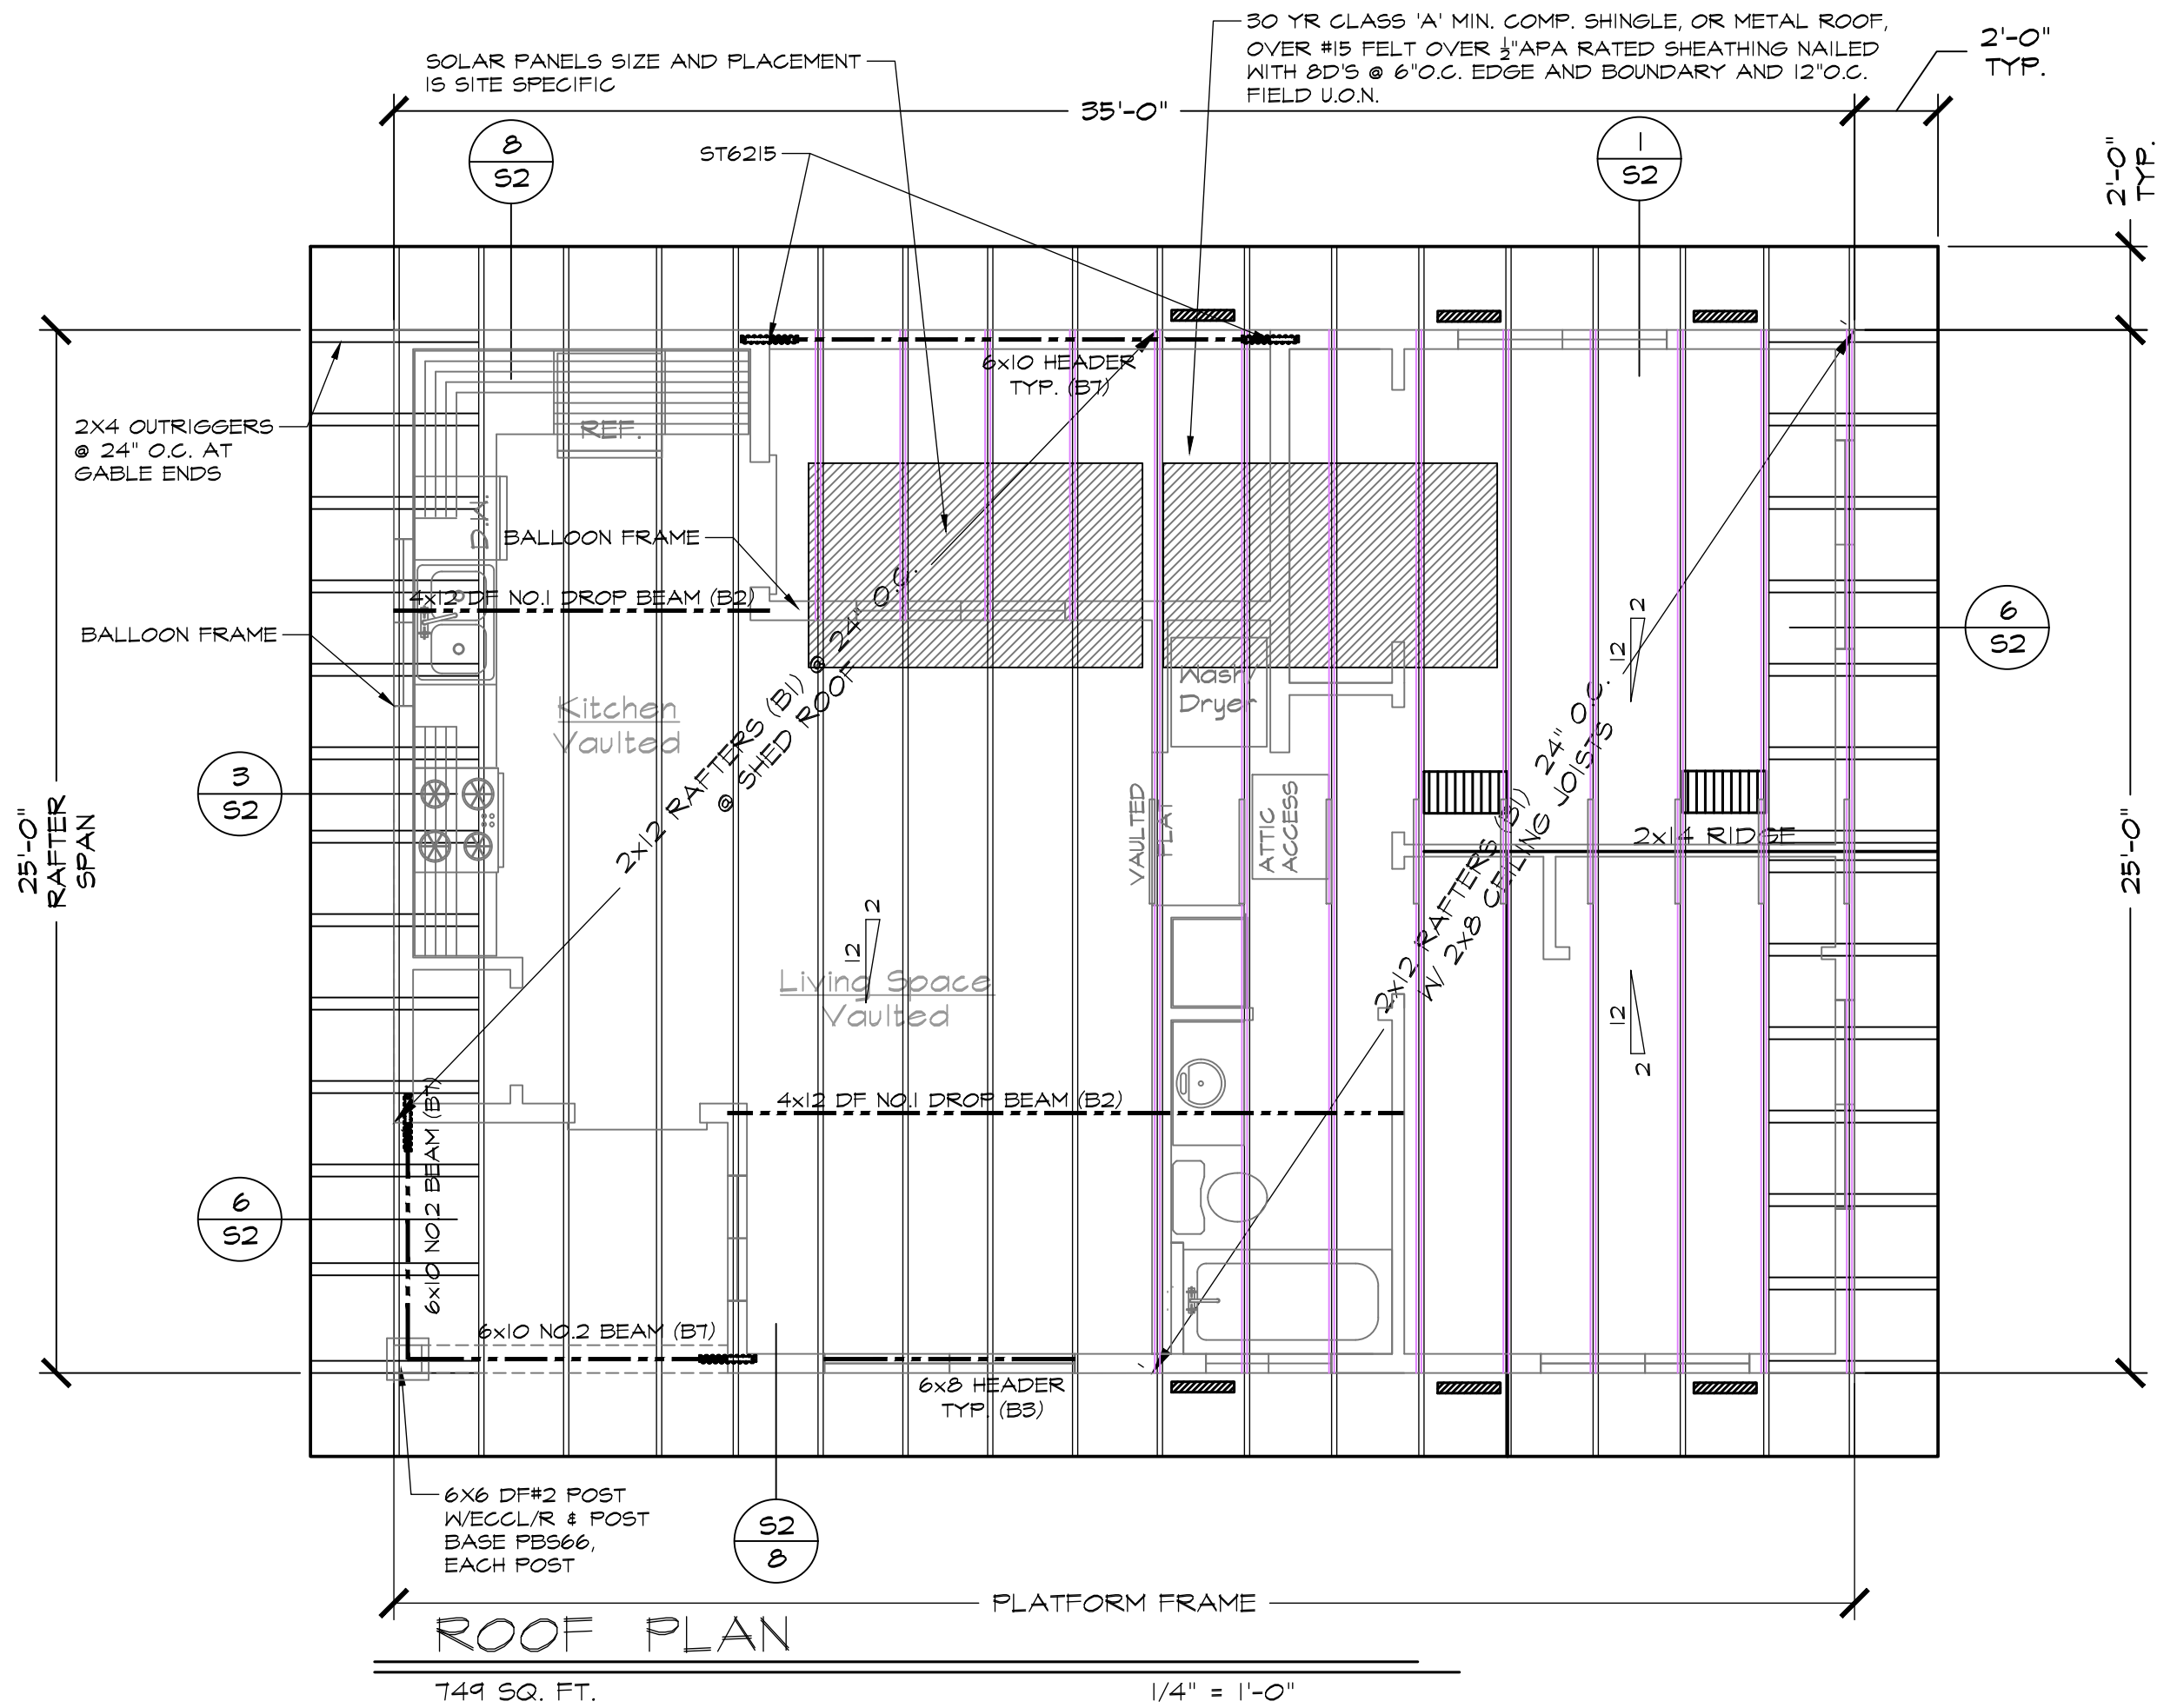 30 YR CLASS 'A' MIN. COMP. SHINGLE, OR METAL ROOF,
OVER #15 FELT OVER ½"APA RATED SHEATHING NAILED
WITH 8D'S @ 6"O.C. EDGE AND BOUNDARY AND 12"O.C.
FIELD U.O.N.
2'-0"
TYP.
SOLAR PANELS SIZE AND PLACEMENT
IS SITE SPECIFIC
35'-0"
8
S2
ST6215
1
S2
2'-0"
TYP.
6x10 HEADER
TYP. (B7)
2X4 OUTRIGGERS
@ 24" O.C. AT
GABLE ENDS
REF.
D.W.
BALLOON FRAME
4x12 DF NO.1 DROP BEAM (B2)
BALLOON FRAME
6
S2
12
2
Kitchen
Vaulted
Wash/
Dryer
2x12 RAFTERS (B1) @ 24" O.C.
@ SHED ROOF
3
S2
25'-0"
RAFTER
SPAN
VAULTED
FLAT
ATTIC
ACCESS
2x14 RIDGE
25'-0"
2x12 RAFTERS (B1) 24" O.C.
W/ 2x8 CEILING JOISTS
12
2
Living Space
Vaulted
12
2
4x12 DF NO.1 DROP BEAM (B2)
6x10 NO.2 BEAM (B7)
6
S2
6x10 NO.2 BEAM (B7)
6x8 HEADER
TYP. (B3)
6X6 DF#2 POST
W/ECCL/R & POST
BASE PBS66,
EACH POST
S2
8
PLATFORM FRAME
ROOF PLAN
749 SQ. FT.
1/4" = 1'-0"